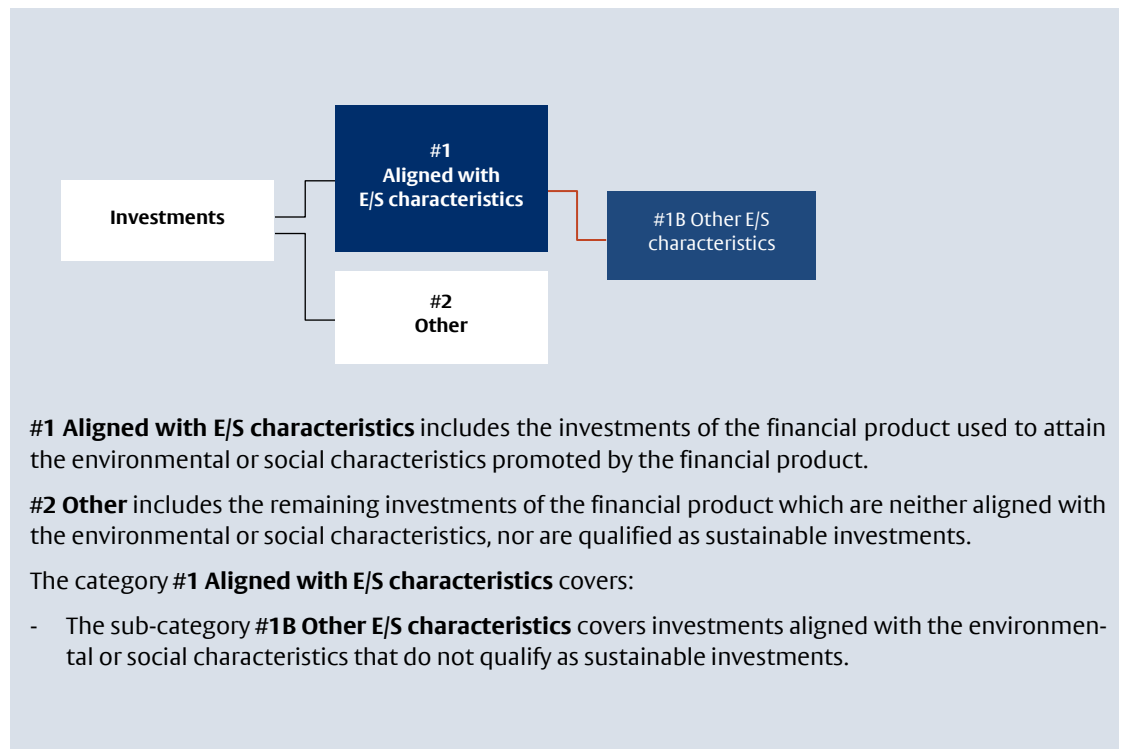 #1
Aligned with
E/S characteristics
Investments
#1B Other E/S
characteristics
#2
Other
#1 Aligned with E/S characteristics includes the investments of the financial product used to attain
the environmental or social characteristics promoted by the financial product.
#2 Other includes the remaining investments of the financial product which are neither aligned with
the environmental or social characteristics, nor are qualified as sustainable investments.
The category #1 Aligned with E/S characteristics covers:
- The sub-category #1B Other E/S characteristics covers investments aligned with the environmen-
tal or social characteristics that do not qualify as sustainable investments.